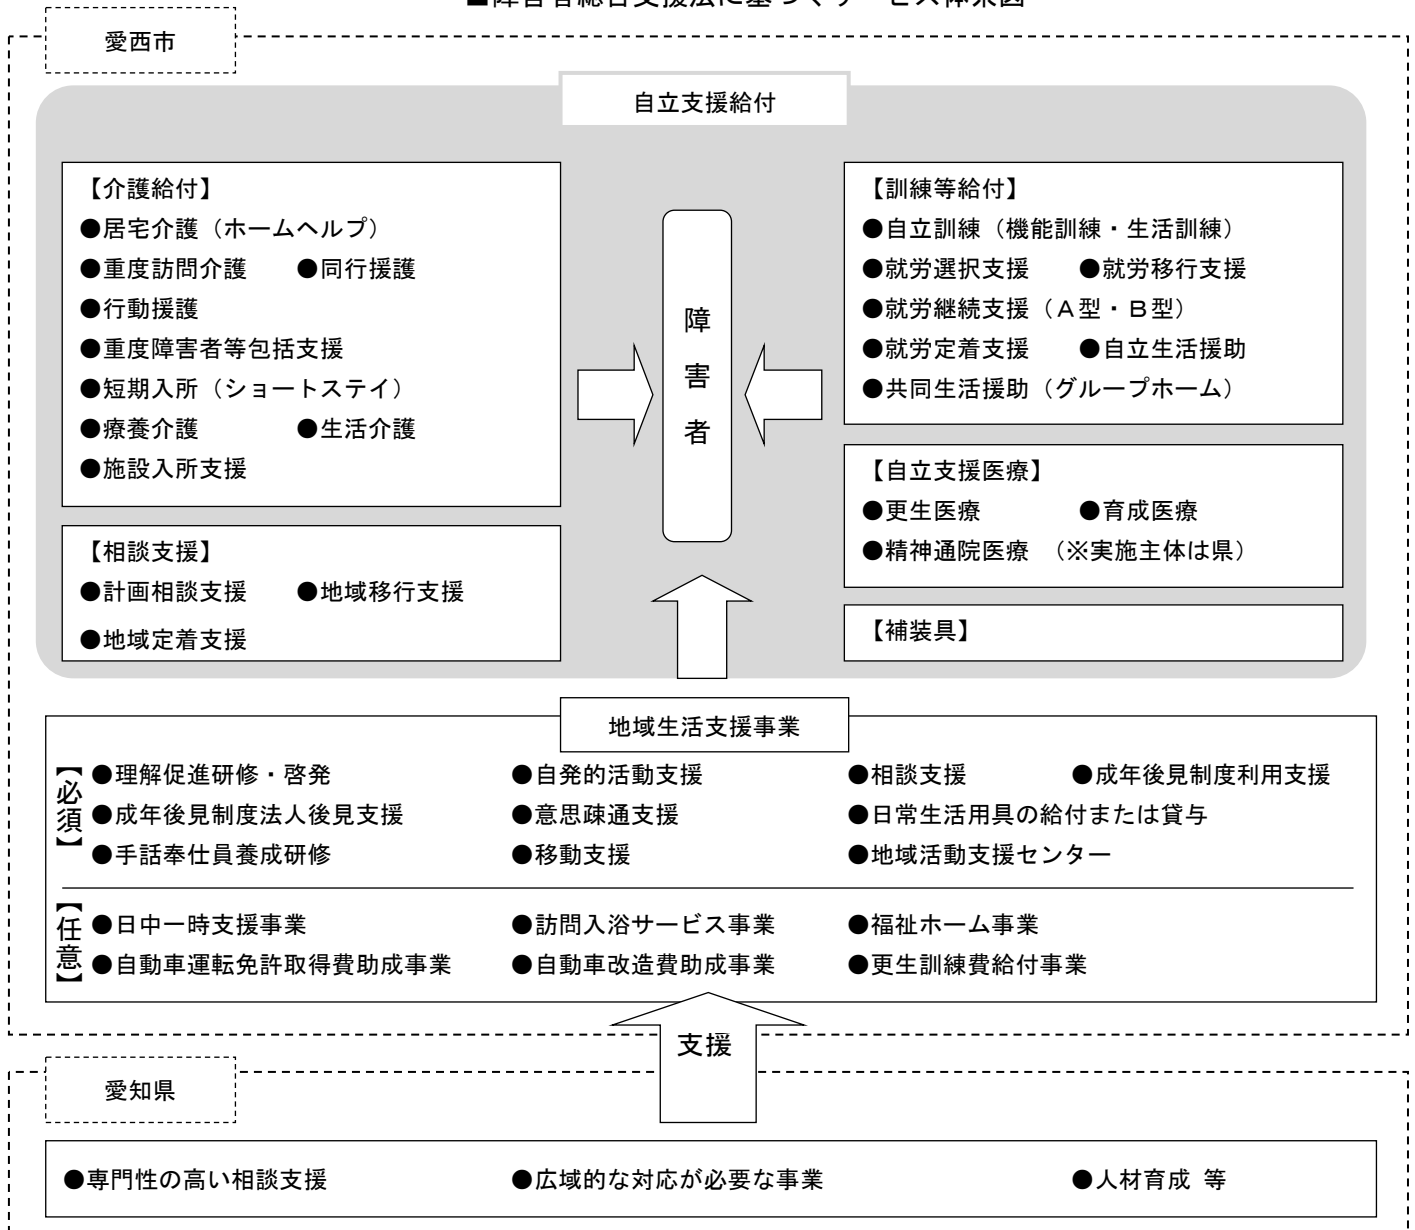 ■障害者総合支援法に基づくサービス体系図
愛西市
自立支援給付
【介護給付】
●居宅介護（ホームヘルプ）
●重度訪問介護　●同行援護
●行動援護
●重度障害者等包括支援
●短期入所（ショートステイ）
●療養介護　●生活介護
●施設入所支援
【相談支援】
●計画相談支援　●地域移行支援
●地域定着支援
障害者
【訓練等給付】
●自立訓練（機能訓練・生活訓練）
●就労選択支援　●就労移行支援
●就労継続支援（Ａ型・Ｂ型）
●就労定着支援　●自立生活援助
●共同生活援助（グループホーム）
【自立支援医療】
●更生医療　●育成医療
●精神通院医療　（※実施主体は県）
【補装具】
地域生活支援事業
【必須】
●理解促進研修・啓発　●自発的活動支援　●相談支援　●成年後見制度利用支援
●成年後見制度法人後見支援　●意思疎通支援　●日常生活用具の給付または貸与
●手話奉仕員養成研修　●移動支援　●地域活動支援センター
【任意】
●日中一時支援事業　●訪問入浴サービス事業　●福祉ホーム事業
●自動車運転免許取得費助成事業　●自動車改造費助成事業　●更生訓練費給付事業
支援
愛知県
●専門性の高い相談支援　●広域的な対応が必要な事業　●人材育成 等